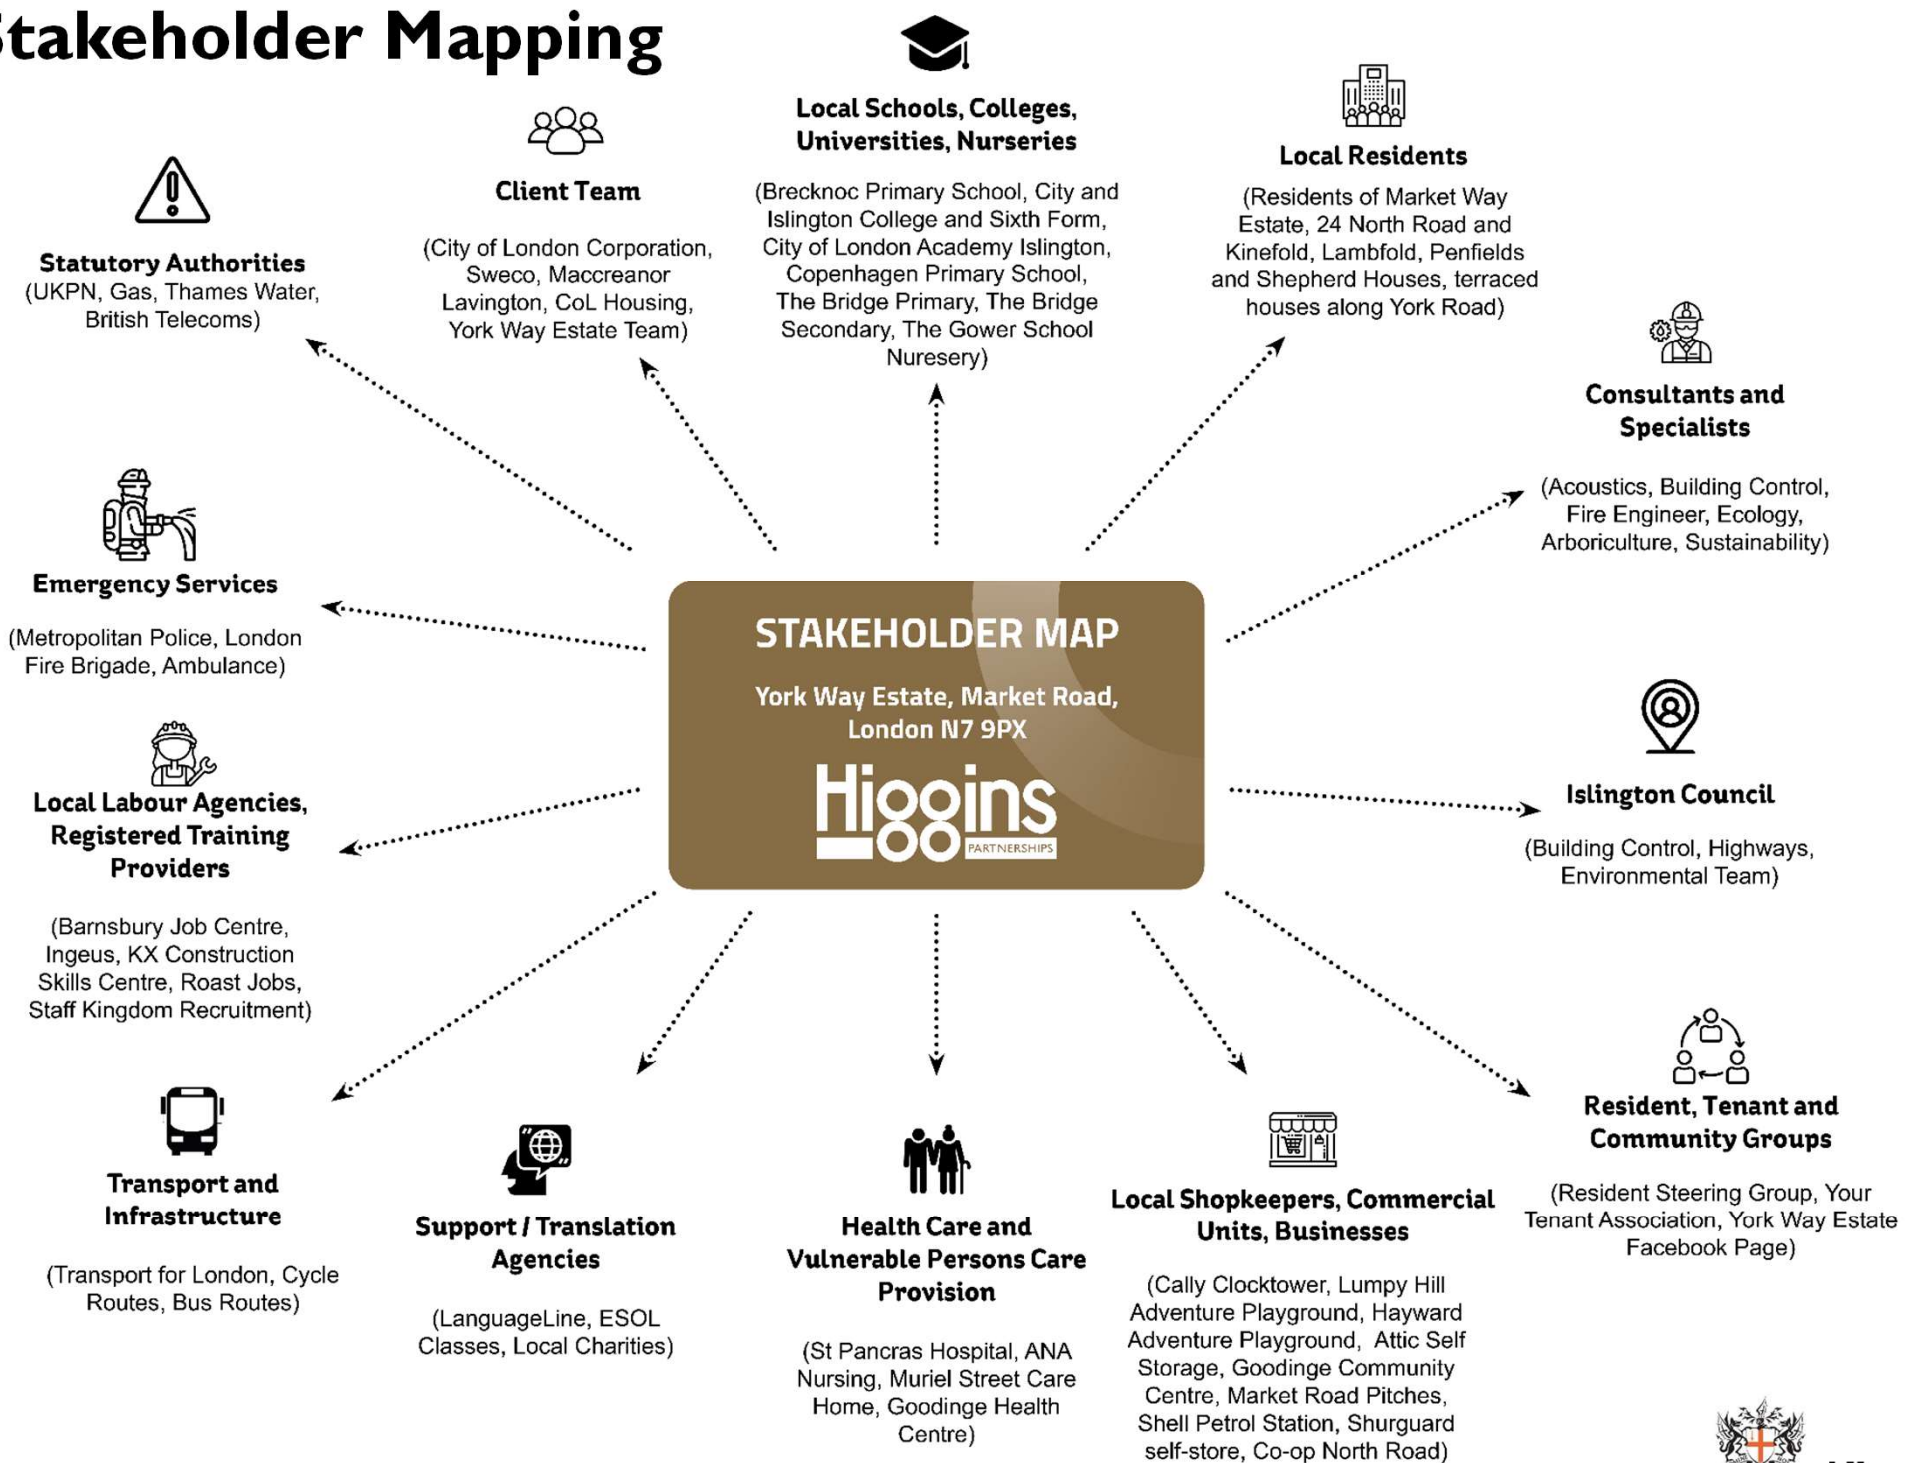 Stakeholder Mapping
Local Schools, Colleges,
Universities, Nurseries
(Brecknoc Primary School, City and
Islington College and Sixth Form,
City of London Academy Islington,
Copenhagen Primary School,
The Bridge Primary, The Bridge
Secondary, The Gower School
Nuresery)
Local Residents
(Residents of Market Way
Estate, 24 North Road and
Kinefold, Lambfold, Penfields
and Shepherd Houses, terraced
houses along York Road)
Client Team
(City of London Corporation,
Sweco, Maccreanor
Lavington, CoL Housing,
York Way Estate Team)
Statutory Authorities
(UKPN, Gas, Thames Water,
British Telecoms)
Consultants and
Specialists
(Acoustics, Building Control,
Fire Engineer, Ecology,
Arboriculture, Sustainability)
Emergency Services
(Metropolitan Police, London
Fire Brigade, Ambulance)
STAKEHOLDER MAP
York Way Estate, Market Road,
London N7 9PX
Higgins
PARTNERSHIPS
Islington Council
(Building Control, Highways,
Environmental Team)
Local Labour Agencies,
Registered Training
Providers
(Barnsbury Job Centre,
Ingeus, KX Construction
Skills Centre, Roast Jobs,
Staff Kingdom Recruitment)
Resident, Tenant and
Community Groups
(Resident Steering Group, Your
Tenant Association, York Way Estate
Facebook Page)
Transport and
Infrastructure
(Transport for London, Cycle
Routes, Bus Routes)
Support / Translation
Agencies
(LanguageLine, ESOL
Classes, Local Charities)
Health Care and
Vulnerable Persons Care
Provision
(St Pancras Hospital, ANA
Nursing, Muriel Street Care
Home, Goodinge Health
Centre)
Local Shopkeepers, Commercial
Units, Businesses
(Cally Clocktower, Lumpy Hill
Adventure Playground, Hayward
Adventure Playground, Attic Self
Storage, Goodinge Community
Centre, Market Road Pitches,
Shell Petrol Station, Shurguard
self-store, Co-op North Road)